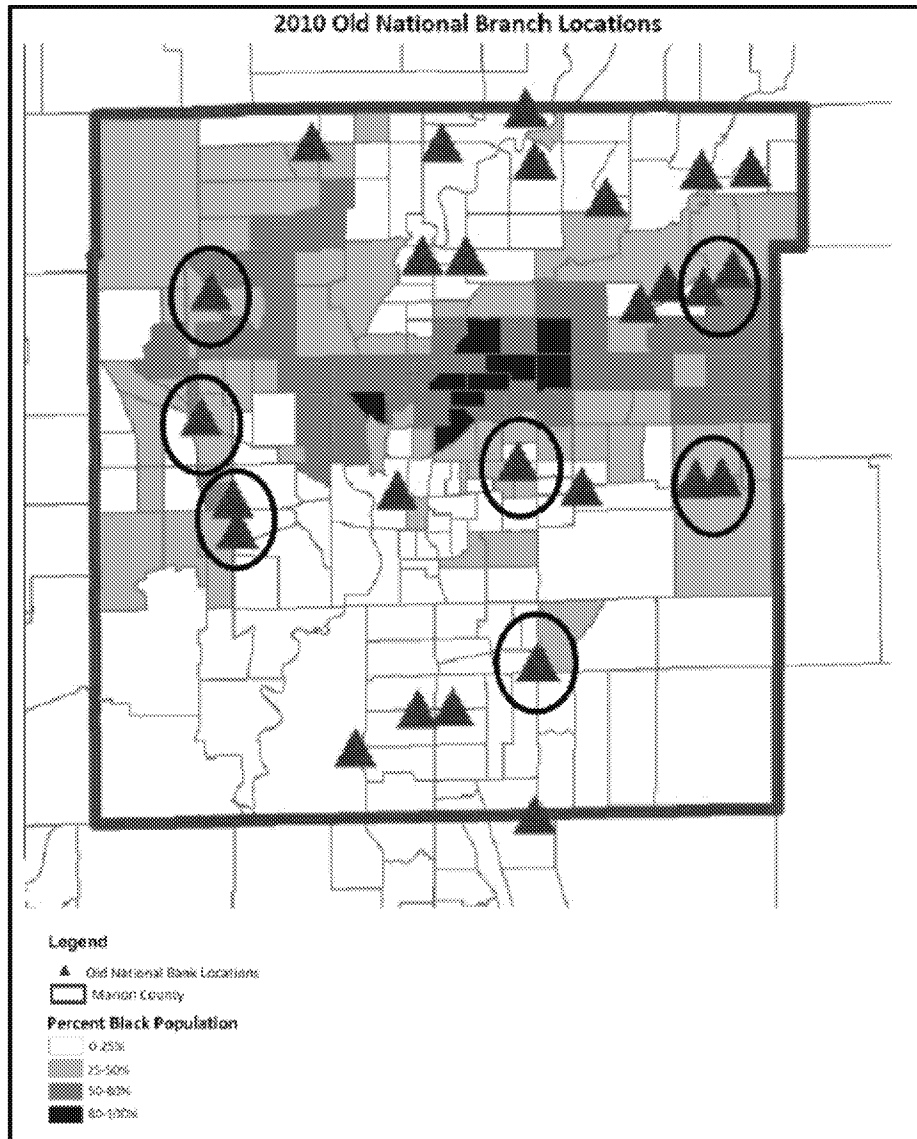 2010 Old National Branch Locations
Legend
Old National Bank Locations
Marion County
Percent Black Population
0-25%
25-50%
50-80%
80-100%